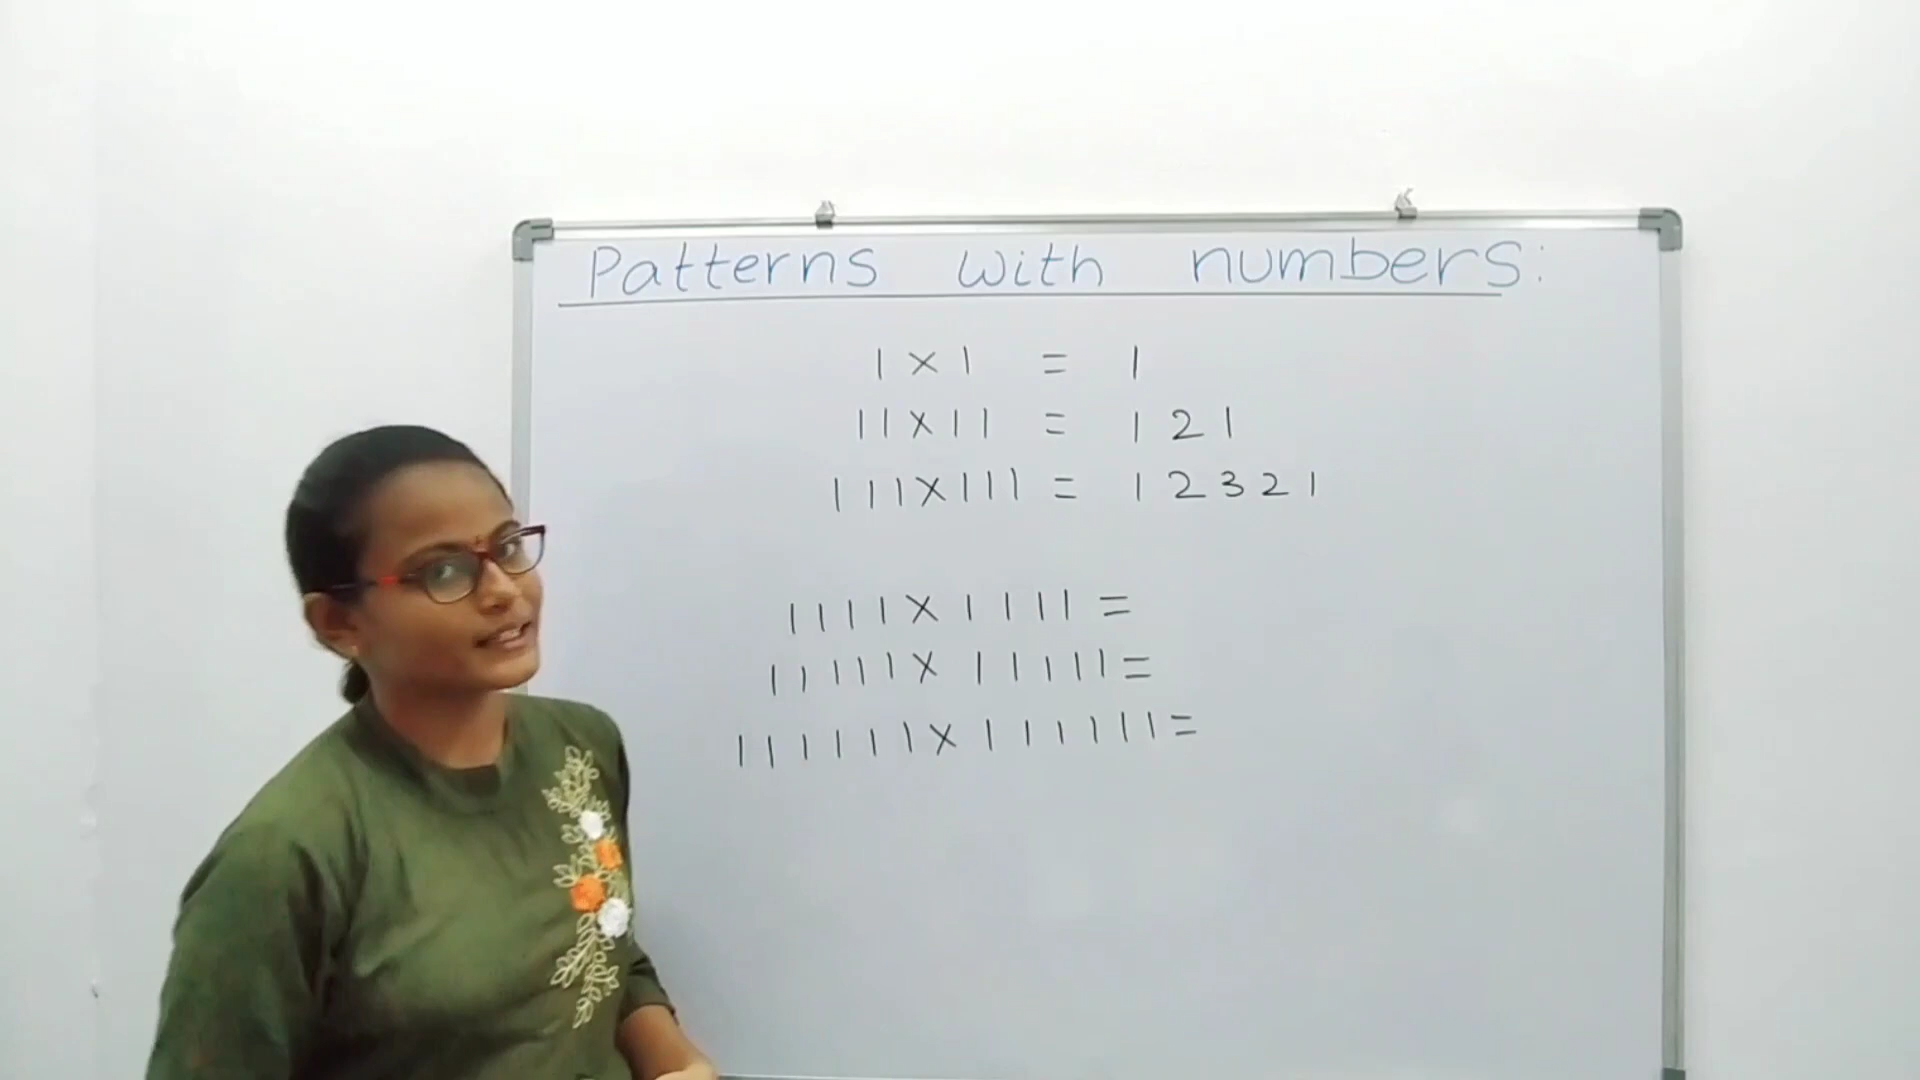 Patterns with numbers:
1 × 1 = 1
11 × 11 = 121
111 × 111 = 12321
1111 × 1111 =
11111 × 11111 =
111111 × 111111 =